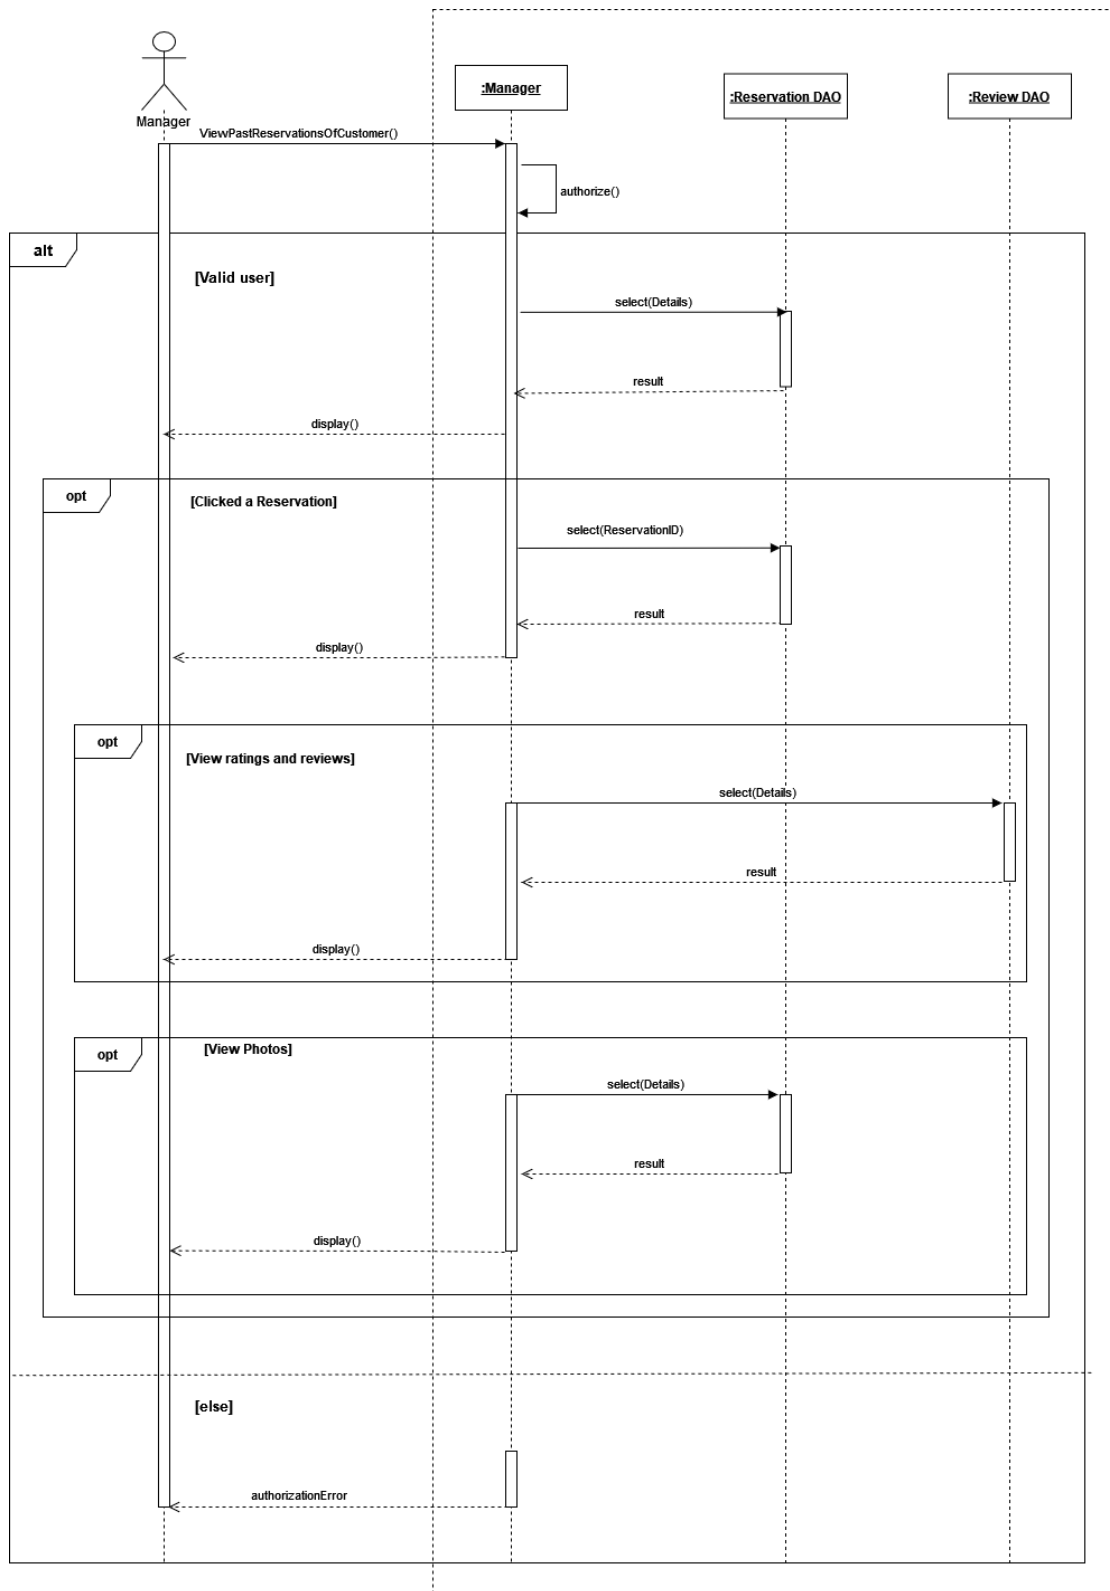 :Manager
:Reservation DAO
:Review DAO
Manager
ViewPastReservationsOfCustomer()
authorize()
alt
[Valid user]
select(Details)
result
display()
opt
[Clicked a Reservation]
select(ReservationID)
result
display()
opt
[View ratings and reviews]
select(Details)
result
display()
opt
[View Photos]
select(Details)
result
display()
[else]
authorizationError